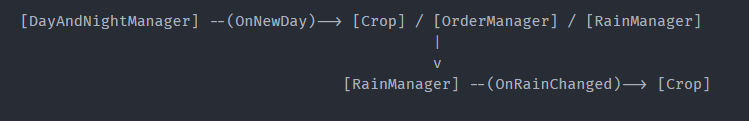 [DayAndNightManager] --(OnNewDay)--> [Crop] / [OrderManager] / [RainManager]
|
v
[RainManager] --(OnRainChanged)--> [Crop]